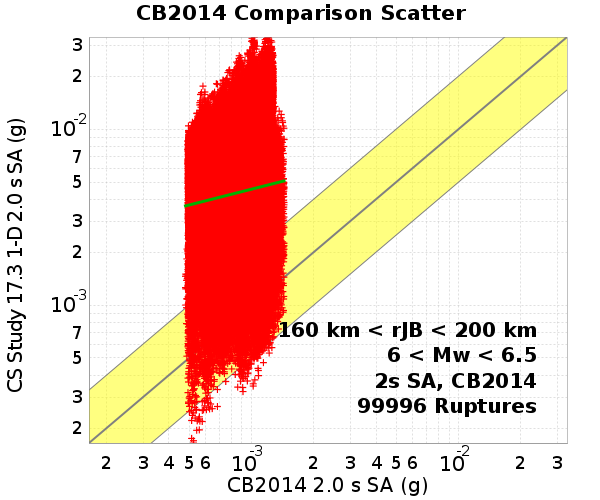 CB2014 Comparison Scatter
CS Study 17.3 1-D 2.0 s SA (g)
3
2
10-2
7
5
3
2
10-3
7
5
3
2
160 km < rJB < 200 km
6 < Mw < 6.5
2s SA, CB2014
99996 Ruptures
2 3 4 5 6 10-3 2 3 4 5 6 10-2 2 3
CB2014 2.0 s SA (g)